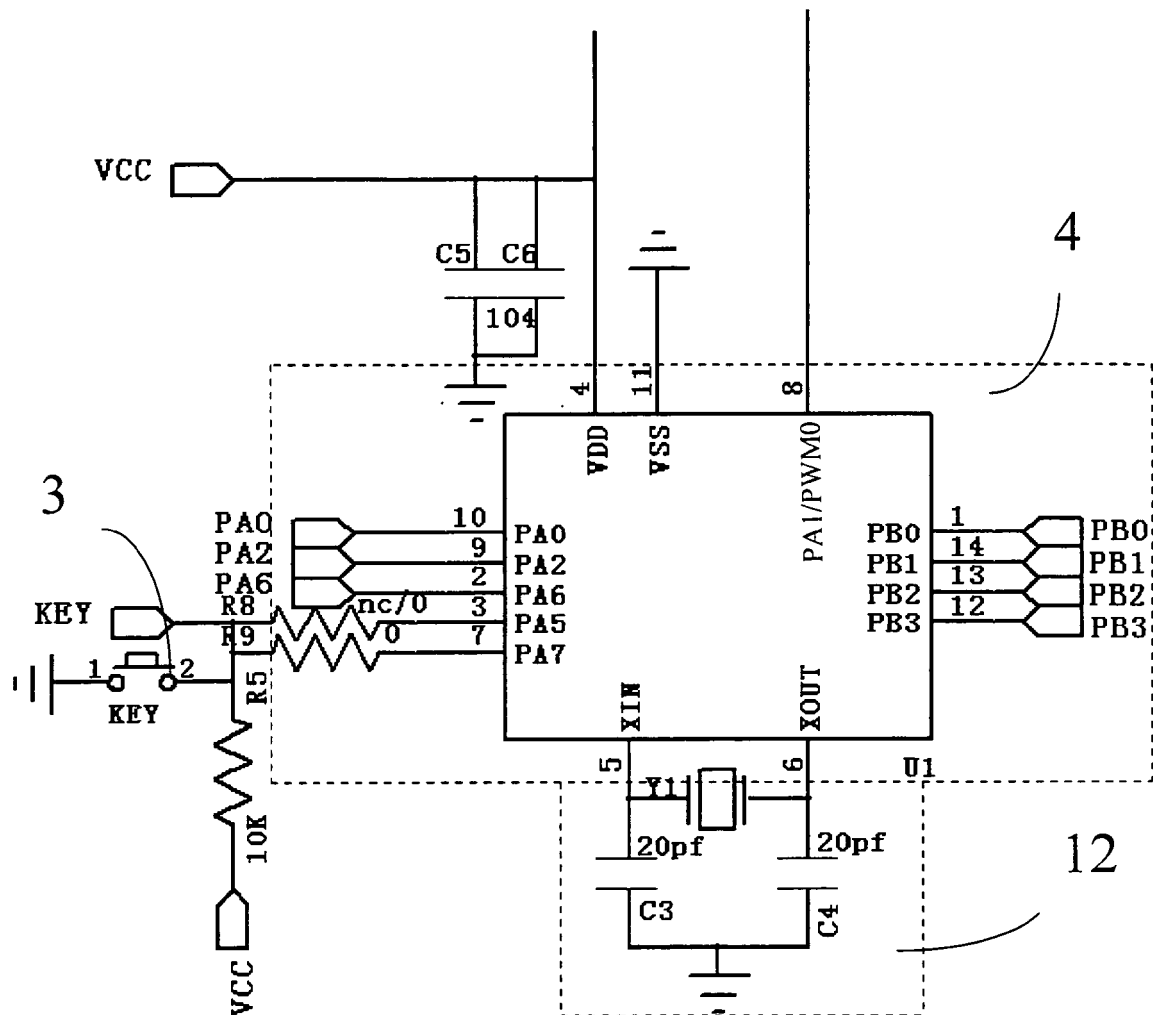 VCC
C5 C6
104
4
4
11
8
VDD
VSS
PA1/PWM0
3
PA0
PA2
PA6
10
9
2
3
7
PA0
PA2
PA6
PA5
PA7
PB0
PB1
PB2
PB3
1
14
13
12
PB0
PB1
PB2
PB3
R8
nc/0
R9
0
KEY
1
2
KEY
R5
10K
VCC
XIN
XOUT
5
6
U1
Y1
20pf
20pf
C3
C4
12